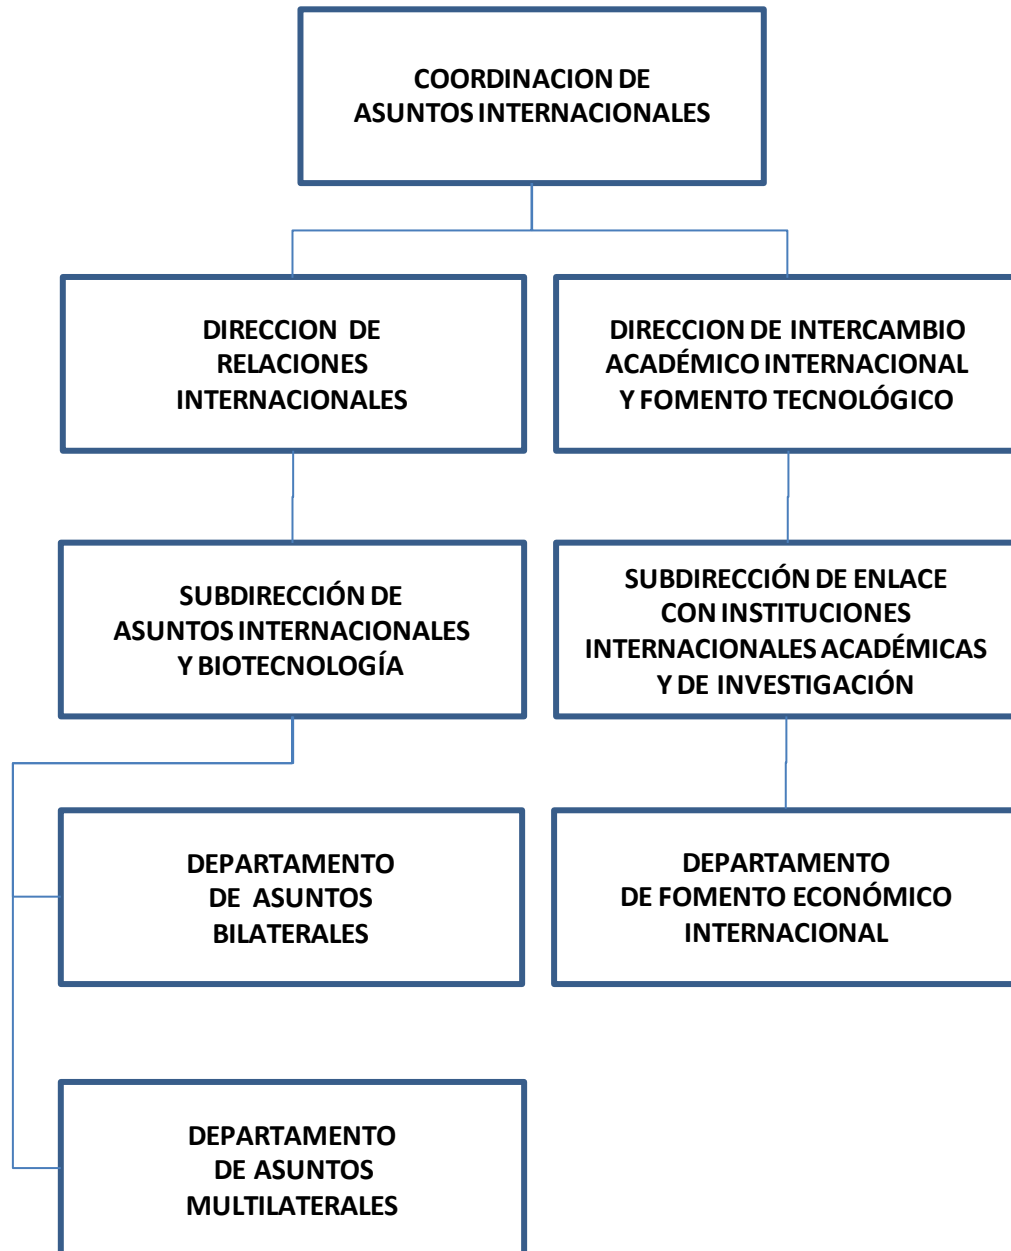 COORDINACION DE
ASUNTOS INTERNACIONALES
DIRECCION DE
RELACIONES
INTERNACIONALES
DIRECCION DE INTERCAMBIO
ACADÉMICO INTERNACIONAL
Y FOMENTO TECNOLÓGICO
SUBDIRECCIÓN DE
ASUNTOS INTERNACIONALES
Y BIOTECNOLOGÍA
SUBDIRECCIÓN DE ENLACE
CON INSTITUCIONES
INTERNACIONALES ACADÉMICAS
Y DE INVESTIGACIÓN
DEPARTAMENTO
DE ASUNTOS
BILATERALES
DEPARTAMENTO
DE FOMENTO ECONÓMICO
INTERNACIONAL
DEPARTAMENTO
DE ASUNTOS
MULTILATERALES